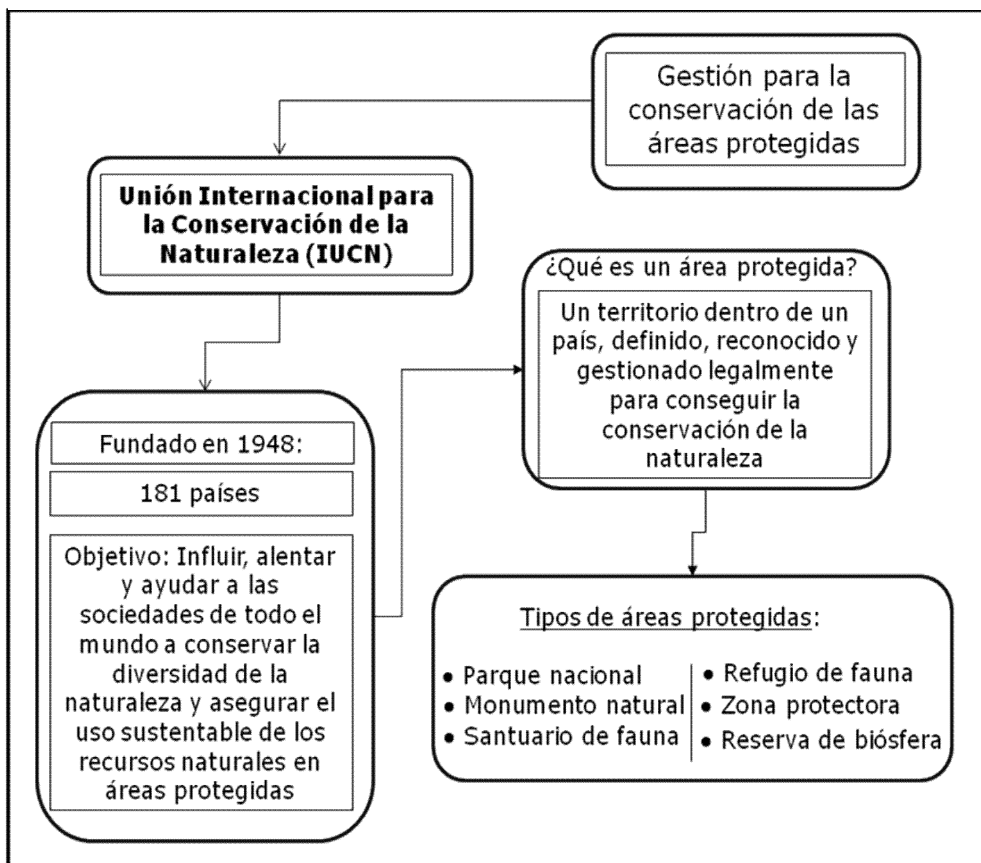 Gestión para la
conservación de las
áreas protegidas
Unión Internacional para
la Conservación de la
Naturaleza (IUCN)
Fundado en 1948:
181 países
Objetivo: Influir, alentar
y ayudar a las
sociedades de todo el
mundo a conservar la
diversidad de la
naturaleza y asegurar el
uso sustentable de los
recursos naturales en
áreas protegidas
¿Qué es un área protegida?
Un territorio dentro de un
país, definido, reconocido y
gestionado legalmente
para conseguir la
conservación de la
naturaleza
Tipos de áreas protegidas:
• Parque nacional
• Monumento natural
• Santuario de fauna
• Refugio de fauna
• Zona protectora
• Reserva de biósfera